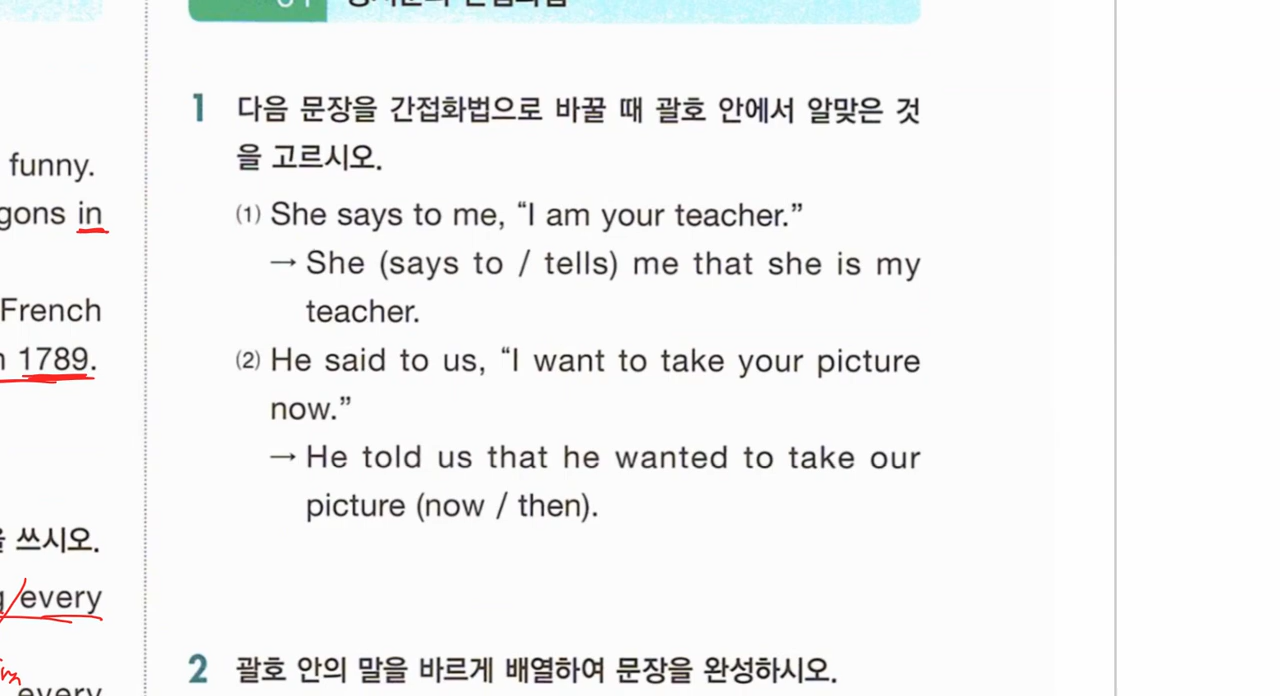 1 다음 문장을 간접화법으로 바꿀 때 괄호 안에서 알맞은 것
을 고르시오.
funny.
in
(1) She says to me, “I am your teacher.”
→ She (says to / tells) me that she is my
teacher.
French
1789.
(2) He said to us, “I want to take your picture
now.”
→ He told us that he wanted to take our
picture (now / then).
쓰시오.
every
2 괄호 안의 말을 바르게 배열하여 문장을 완성하시오.
every